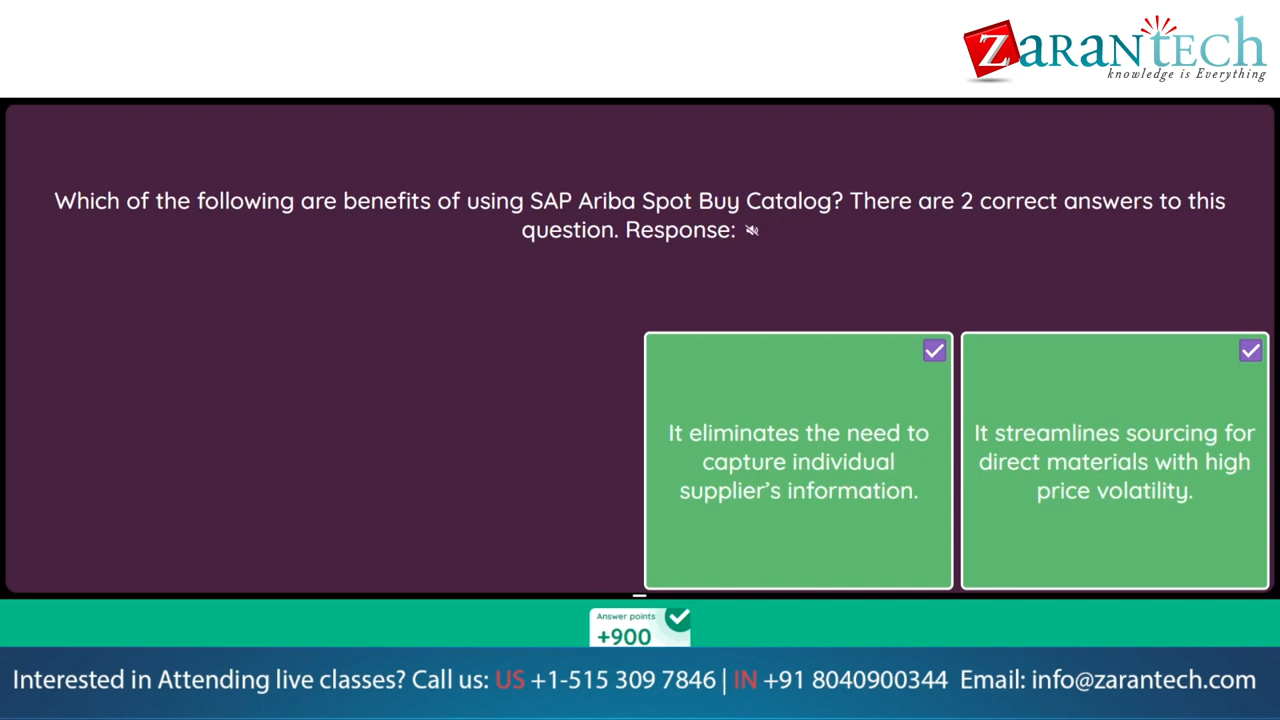 ZaranTech
knowledge is Everything
Which of the following are benefits of using SAP Ariba Spot Buy Catalog? There are 2 correct answers to this
question. Response:
It eliminates the need to
capture individual
supplier’s information.
It streamlines sourcing for
direct materials with high
price volatility.
Answer points
+900
Interested in Attending live classes? Call us: US +1-515 309 7846 | IN +91 8040900344 Email: info@zarantech.com